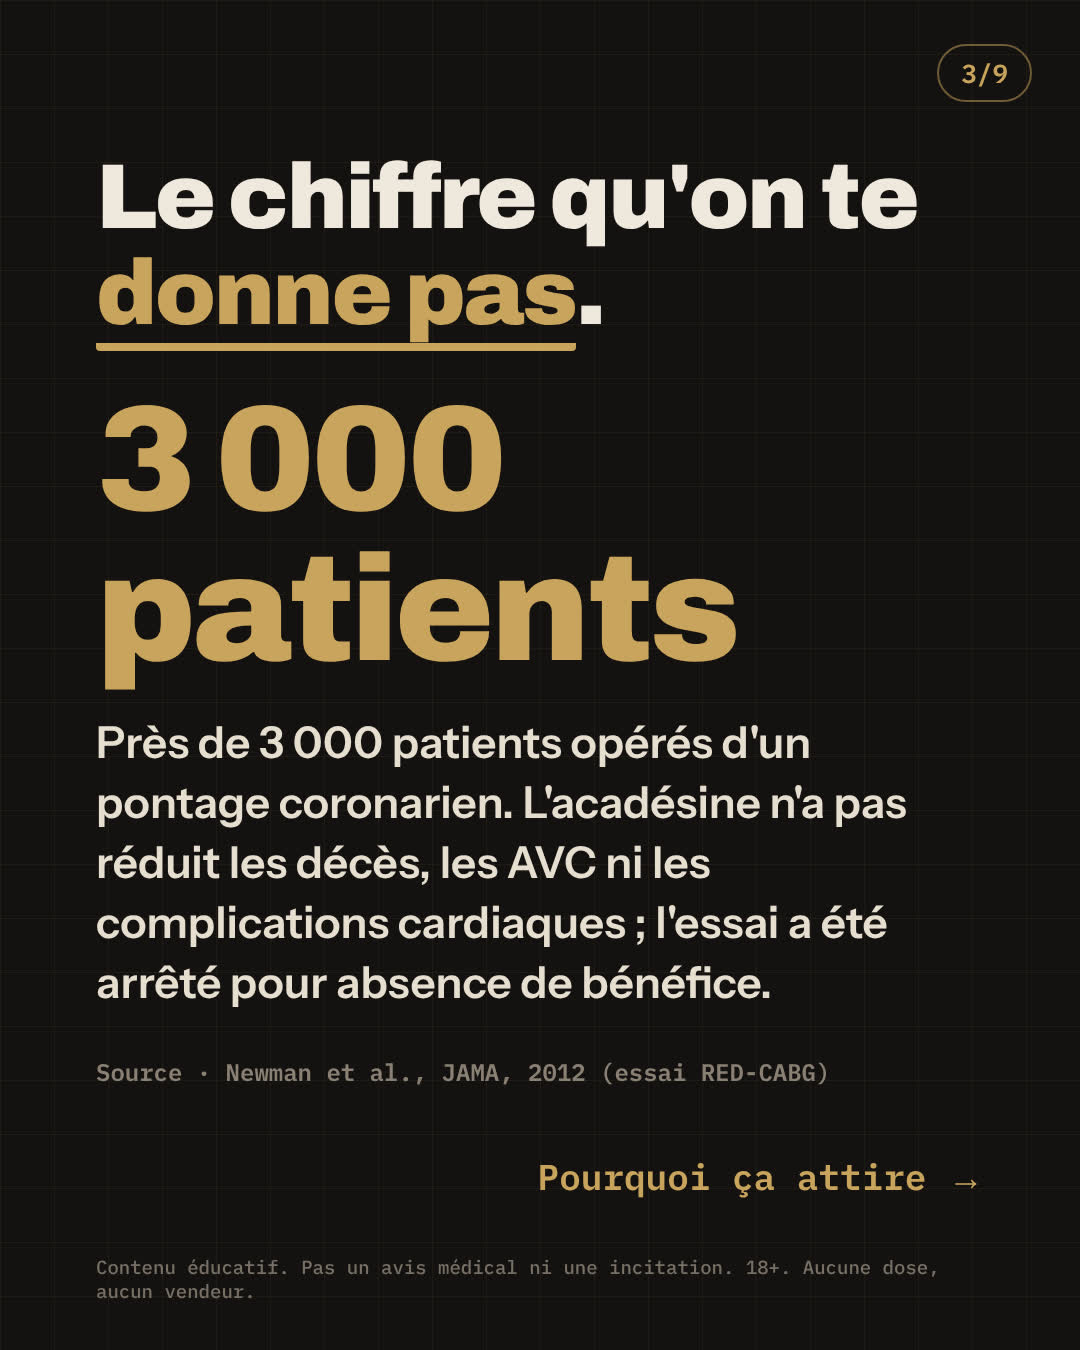 3/9
Le chiffre qu'on te
donne pas.
3 000
patients
Près de 3 000 patients opérés d'un
pontage coronarien. L'acadésine n'a pas
réduit les décès, les AVC ni les
complications cardiaques ; l'essai a été
arrêté pour absence de bénéfice.
Source · Newman et al., JAMA, 2012 (essai RED-CABG)
Pourquoi ça attire →
Contenu éducatif. Pas un avis médical ni une incitation. 18+. Aucune dose,
aucun vendeur.